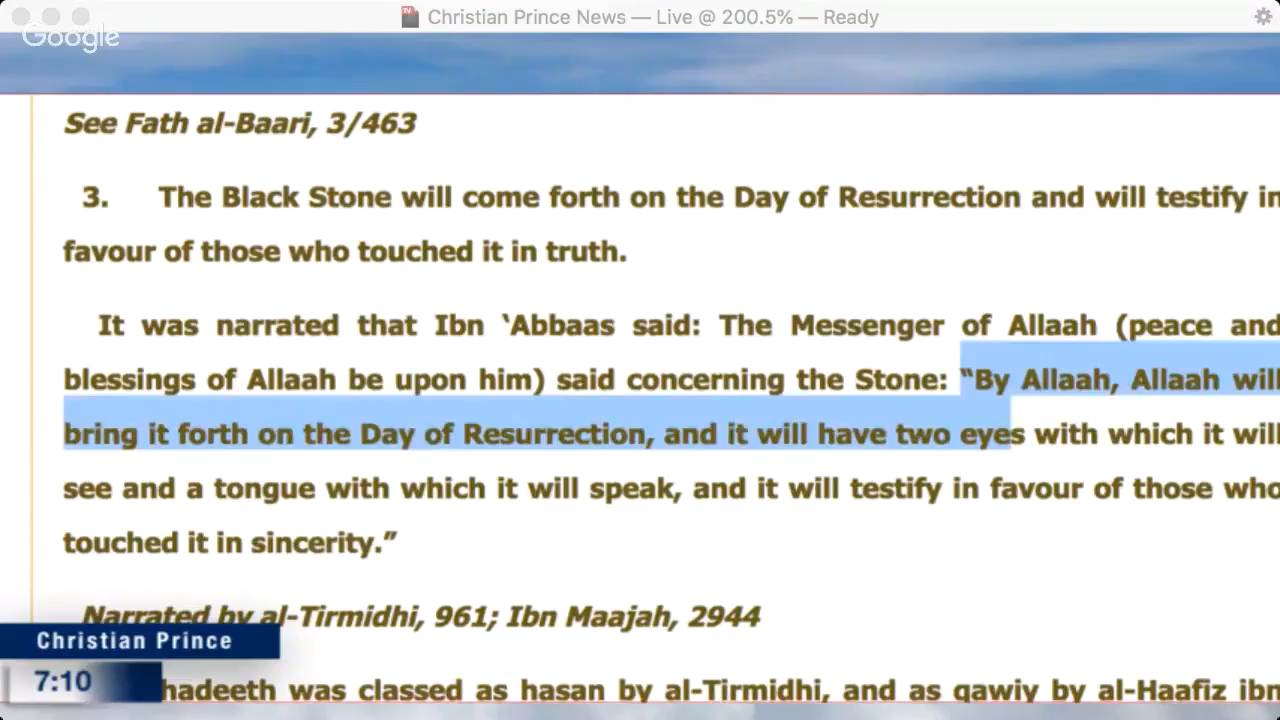 Christian Prince News — Live @ 200.5% — Ready
Google
See Fath al-Baari, 3/463
3. The Black Stone will come forth on the Day of Resurrection and will testify in
favour of those who touched it in truth.
It was narrated that Ibn ‘Abbaas said: The Messenger of Allaah (peace and
blessings of Allaah be upon him) said concerning the Stone: “By Allaah, Allaah will
bring it forth on the Day of Resurrection, and it will have two eyes with which it will
see and a tongue with which it will speak, and it will testify in favour of those who
touched it in sincerity.”
Narrated by al-Tirmidhi, 961; Ibn Maajah, 2944
Christian Prince
7:10
hadeeth was classed as hasan by al-Tirmidhi, and as qawiy by al-Haafiz ibn